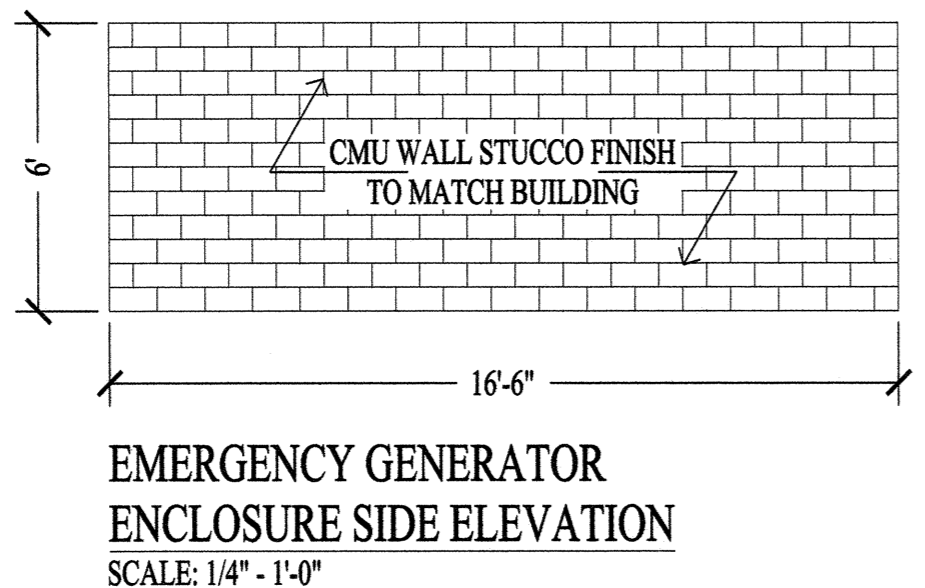 6'
CMU WALL STUCCO FINISH
TO MATCH BUILDING
16'-6"
EMERGENCY GENERATOR
ENCLOSURE SIDE ELEVATION
SCALE: 1/4" - 1'-0"